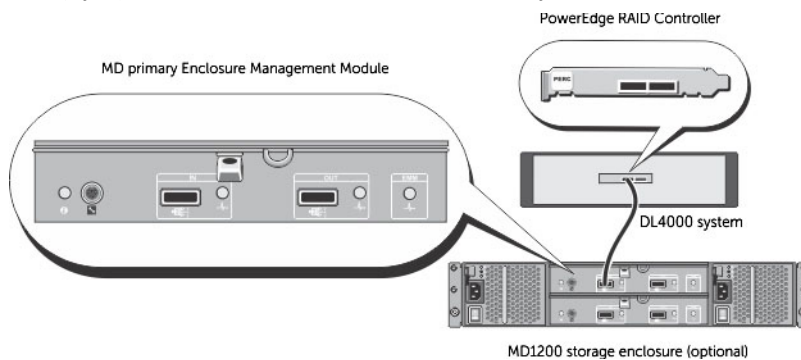 PowerEdge RAID Controller
MD primary Enclosure Management Module
PERC
IN
OUT
EMM
DL4000 system
MD1200 storage enclosure (optional)